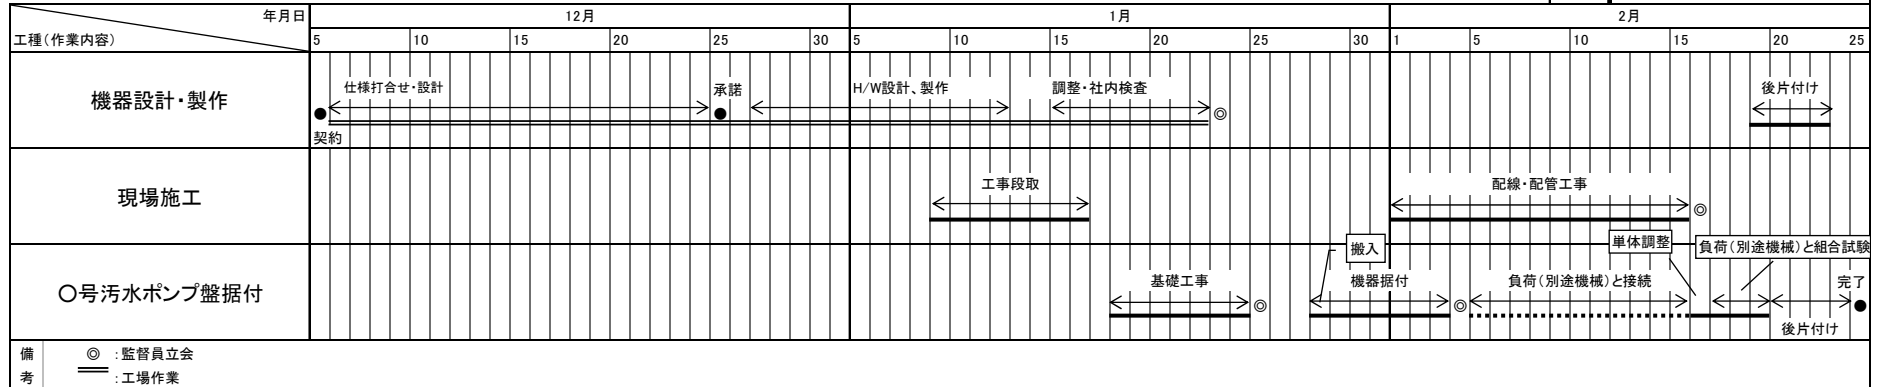 年月日
12月
1月
2月
工種(作業内容)
5 10 15 20 25 30 5 10 15 20 25 30 1 5 10 15 20 25
機器設計・製作
仕様打合せ・設計
承諾
H/W設計、製作
調整・社内検査
後片付け
●
●
◎
契約
現場施工
工事段取
配線・配管工事
◎
搬入
単体調整
負荷(別途機械)と組合試験
〇号汚水ポンプ盤据付
基礎工事
機器据付
負荷(別途機械)と接続
完了
◎
◎
●
後片付け
備考
◎ :監督員立会
:工場作業